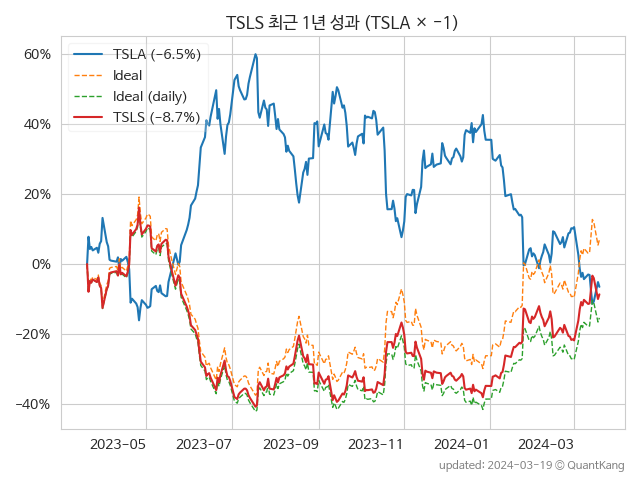 TSLS 최근 1년 성과 (TSLA × −1)
TSLA (−6.5%)
Ideal
Ideal (daily)
TSLS (−8.7%)
60%
40%
20%
0%
−20%
−40%
2023-05
2023-07
2023-09
2023-11
2024-01
2024-03
updated: 2024-03-19 © QuantKang